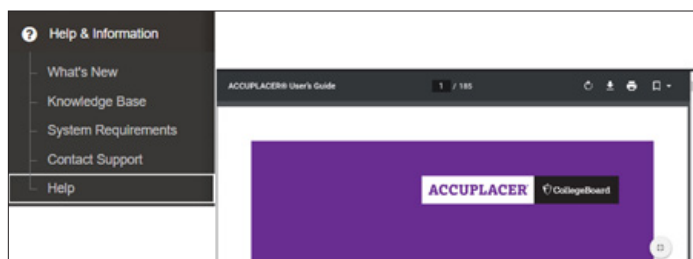 Help & Information
What's New
Knowledge Base
System Requirements
Contact Support
Help
ACCUPLACER® User's Guide 1 / 185
ACCUPLACER® CollegeBoard